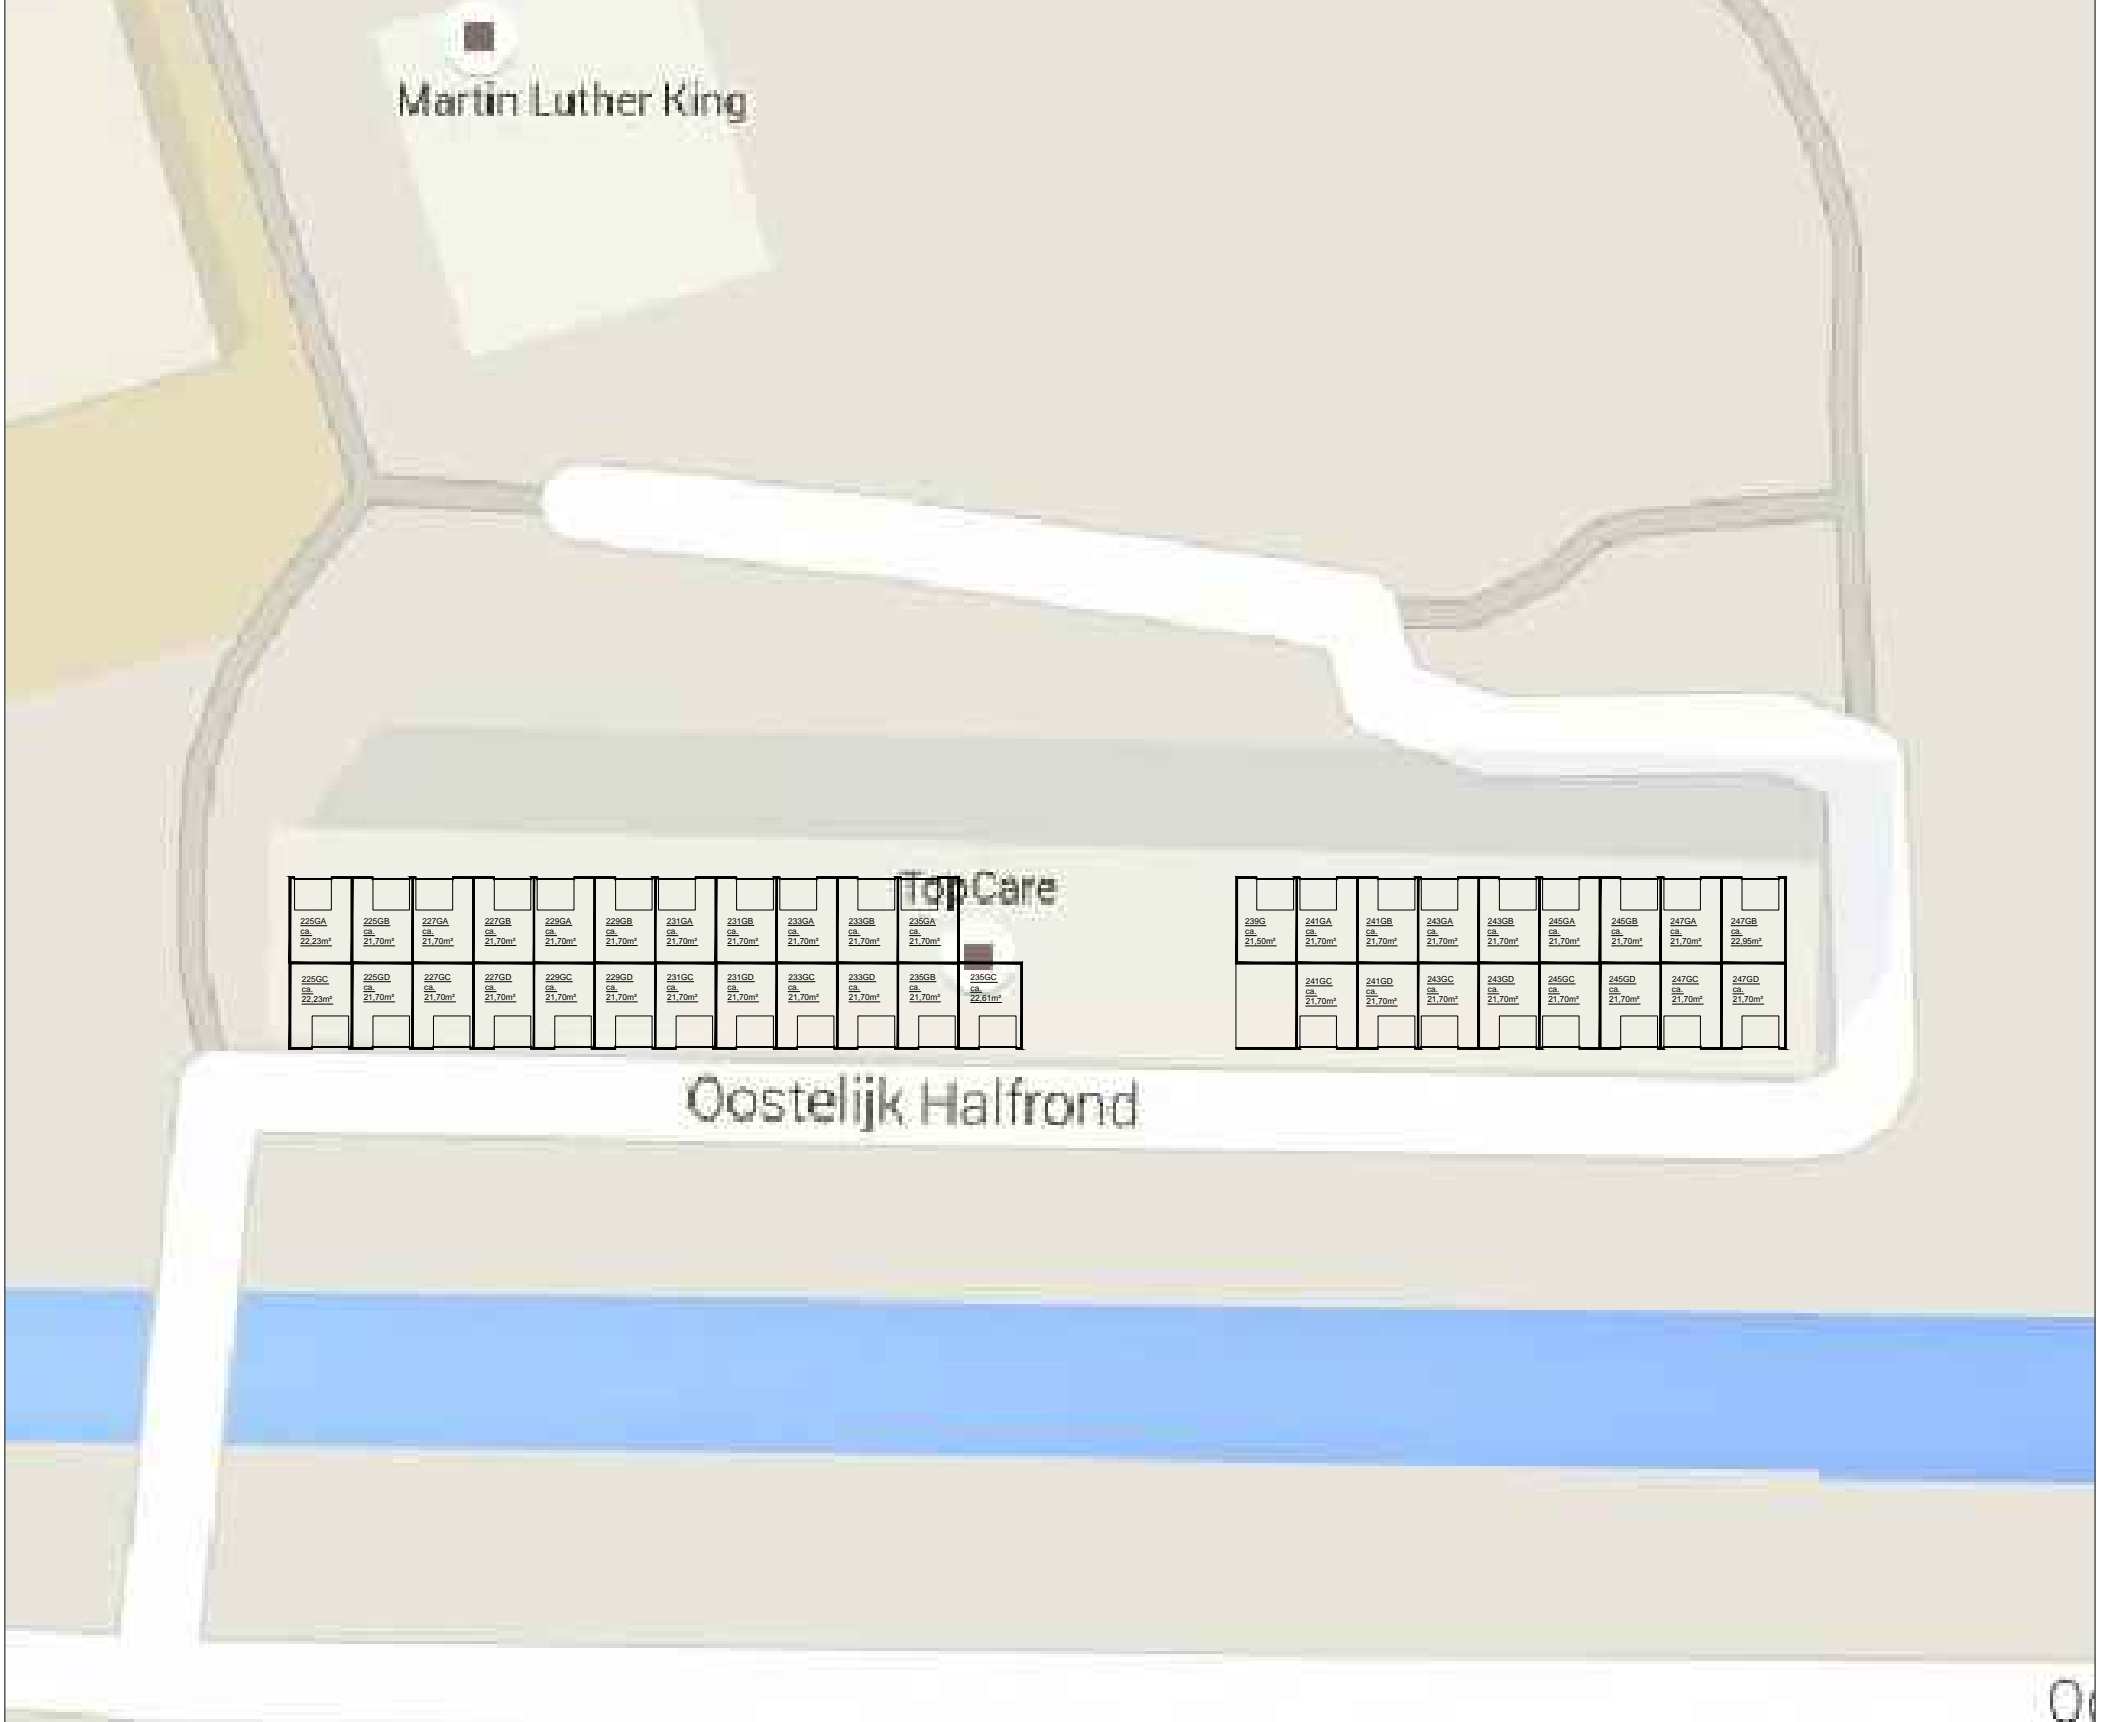 Martin Luther King
TopCare
225GA
ca.
22,23m²
225GB
ca.
21,70m²
227GA
ca.
21,70m²
227GB
ca.
21,70m²
229GA
ca.
21,70m²
229GB
ca.
21,70m²
231GA
ca.
21,70m²
231GB
ca.
21,70m²
233GA
ca.
21,70m²
233GB
ca.
21,70m²
235GA
ca.
21,70m²
239G
ca.
21,50m²
241GA
ca.
21,70m²
241GB
ca.
21,70m²
243GA
ca.
21,70m²
243GB
ca.
21,70m²
245GA
ca.
21,70m²
245GB
ca.
21,70m²
247GA
ca.
21,70m²
247GB
ca.
22,95m²
225GC
ca.
22,23m²
225GD
ca.
21,70m²
227GC
ca.
21,70m²
227GD
ca.
21,70m²
229GC
ca.
21,70m²
229GD
ca.
21,70m²
231GC
ca.
21,70m²
231GD
ca.
21,70m²
233GC
ca.
21,70m²
233GD
ca.
21,70m²
235GB
ca.
21,70m²
235GC
ca.
22,61m²
241GC
ca.
21,70m²
241GD
ca.
21,70m²
243GC
ca.
21,70m²
243GD
ca.
21,70m²
245GC
ca.
21,70m²
245GD
ca.
21,70m²
247GC
ca.
21,70m²
247GD
ca.
21,70m²
Oostelijk Halfrond